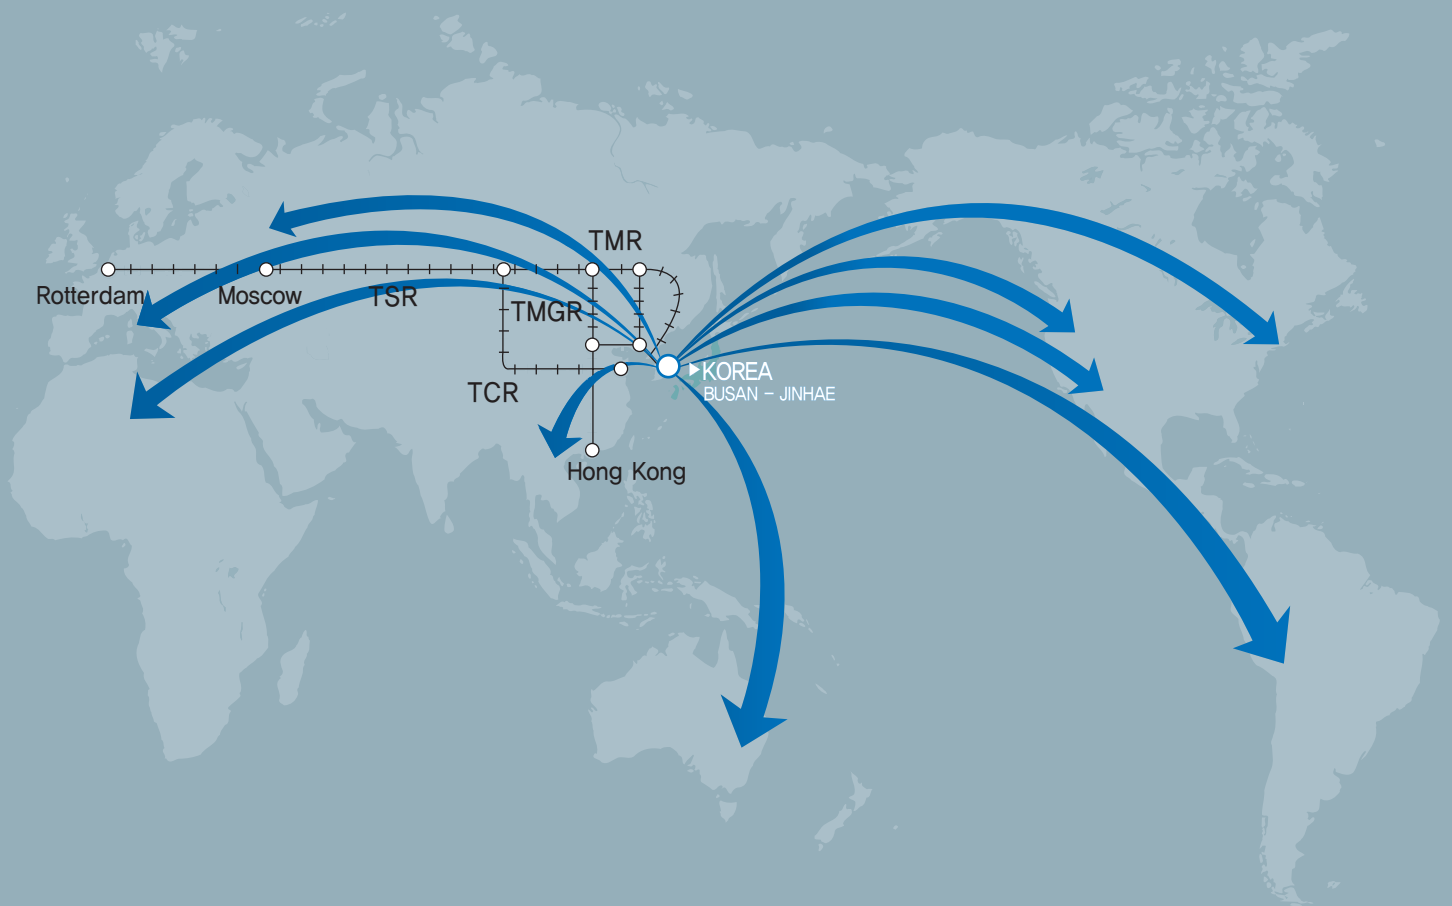 TMR
Rotterdam
Moscow
TSR
TMGR
KOREA
BUSAN - JINHAE
TCR
Hong Kong